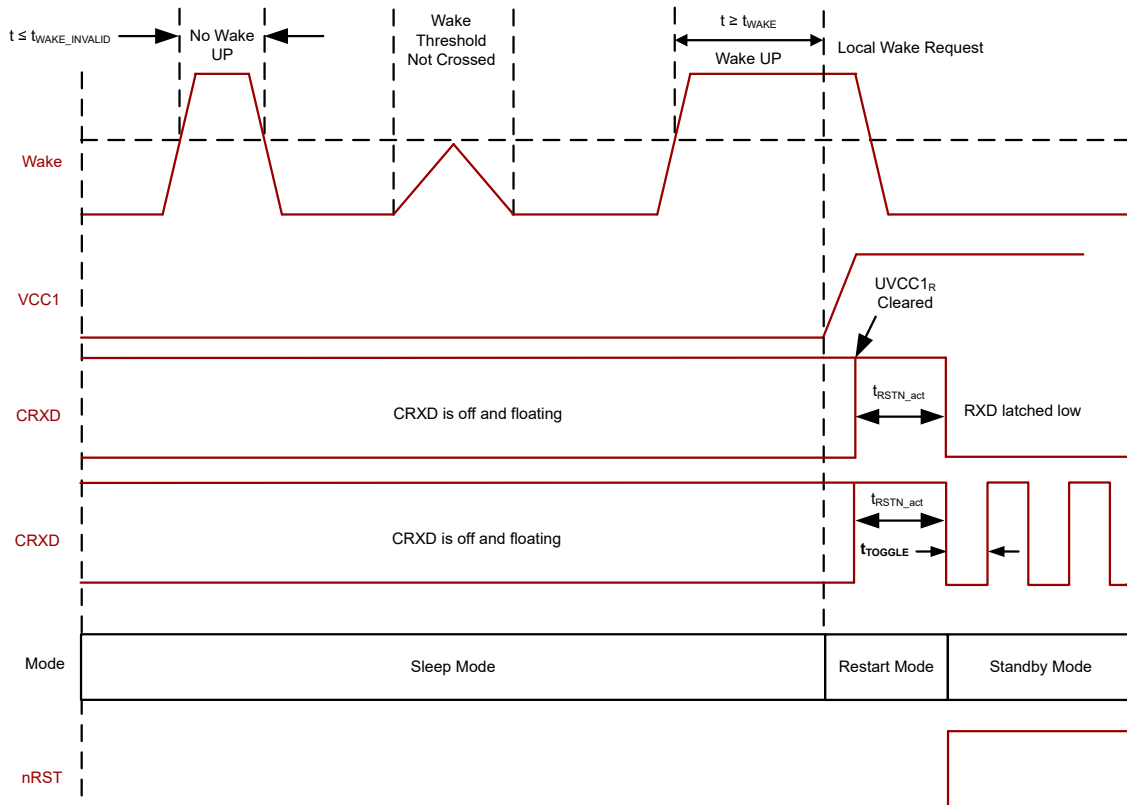 t ≤ tWAKE_INVALID
No Wake
UP
Wake
Threshold
Not Crossed
t ≥ tWAKE
Wake UP
Local Wake Request
Wake
VCC1
UVCC1R
Cleared
CRXD
CRXD is off and floating
tRSTN_act
RXD latched low
CRXD
CRXD is off and floating
tRSTN_act
tTOGGLE
Mode
Sleep Mode
Restart Mode
Standby Mode
nRST